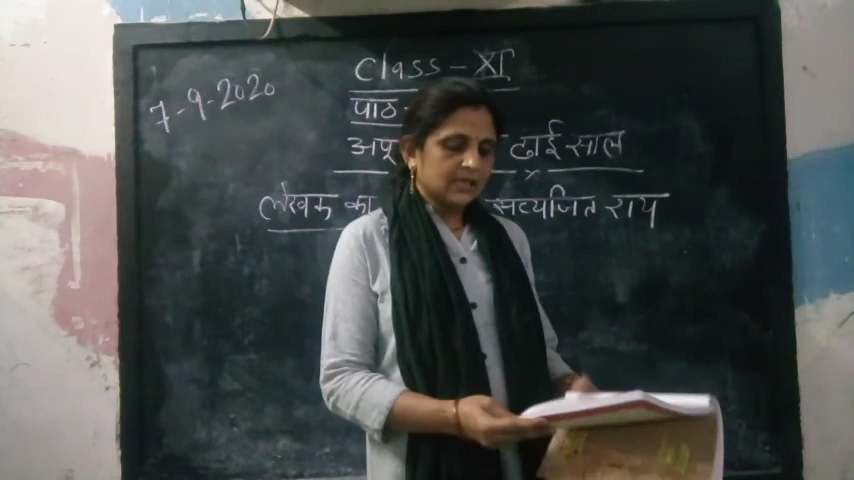 7-9-2020
Class - XI
पाठ-
अपू ढाई साल
लेखक का सत्यजित राय